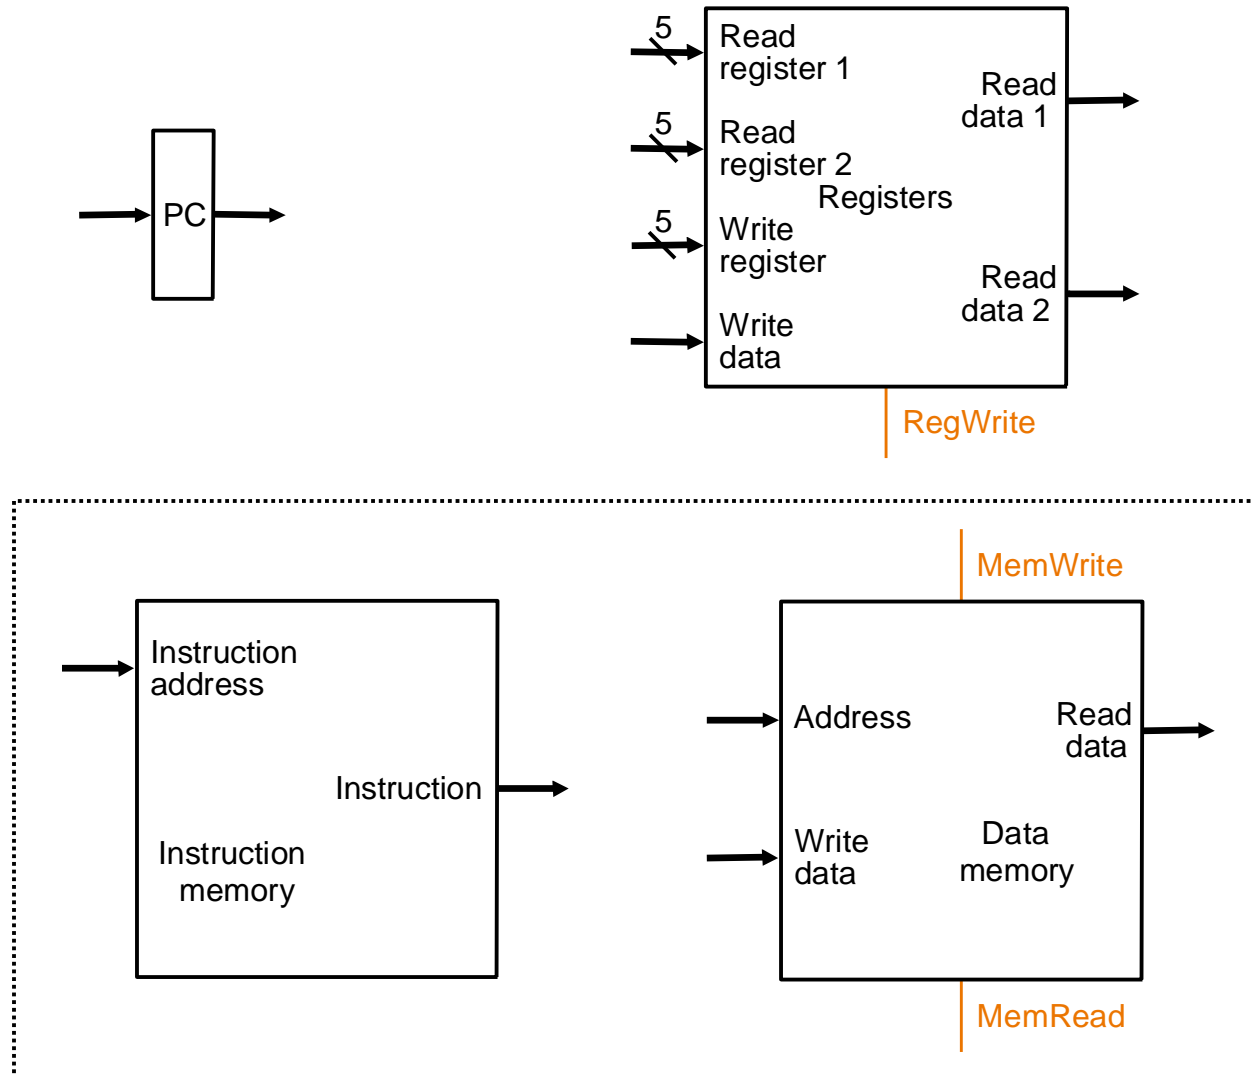 PC
5
Read
register 1
5
Read
register 2
5
Write
register
Write
data
Registers
Read
data 1
Read
data 2
RegWrite
Instruction
address
Instruction
Instruction
memory
MemWrite
Address
Write
data
Read
data
Data
memory
MemRead